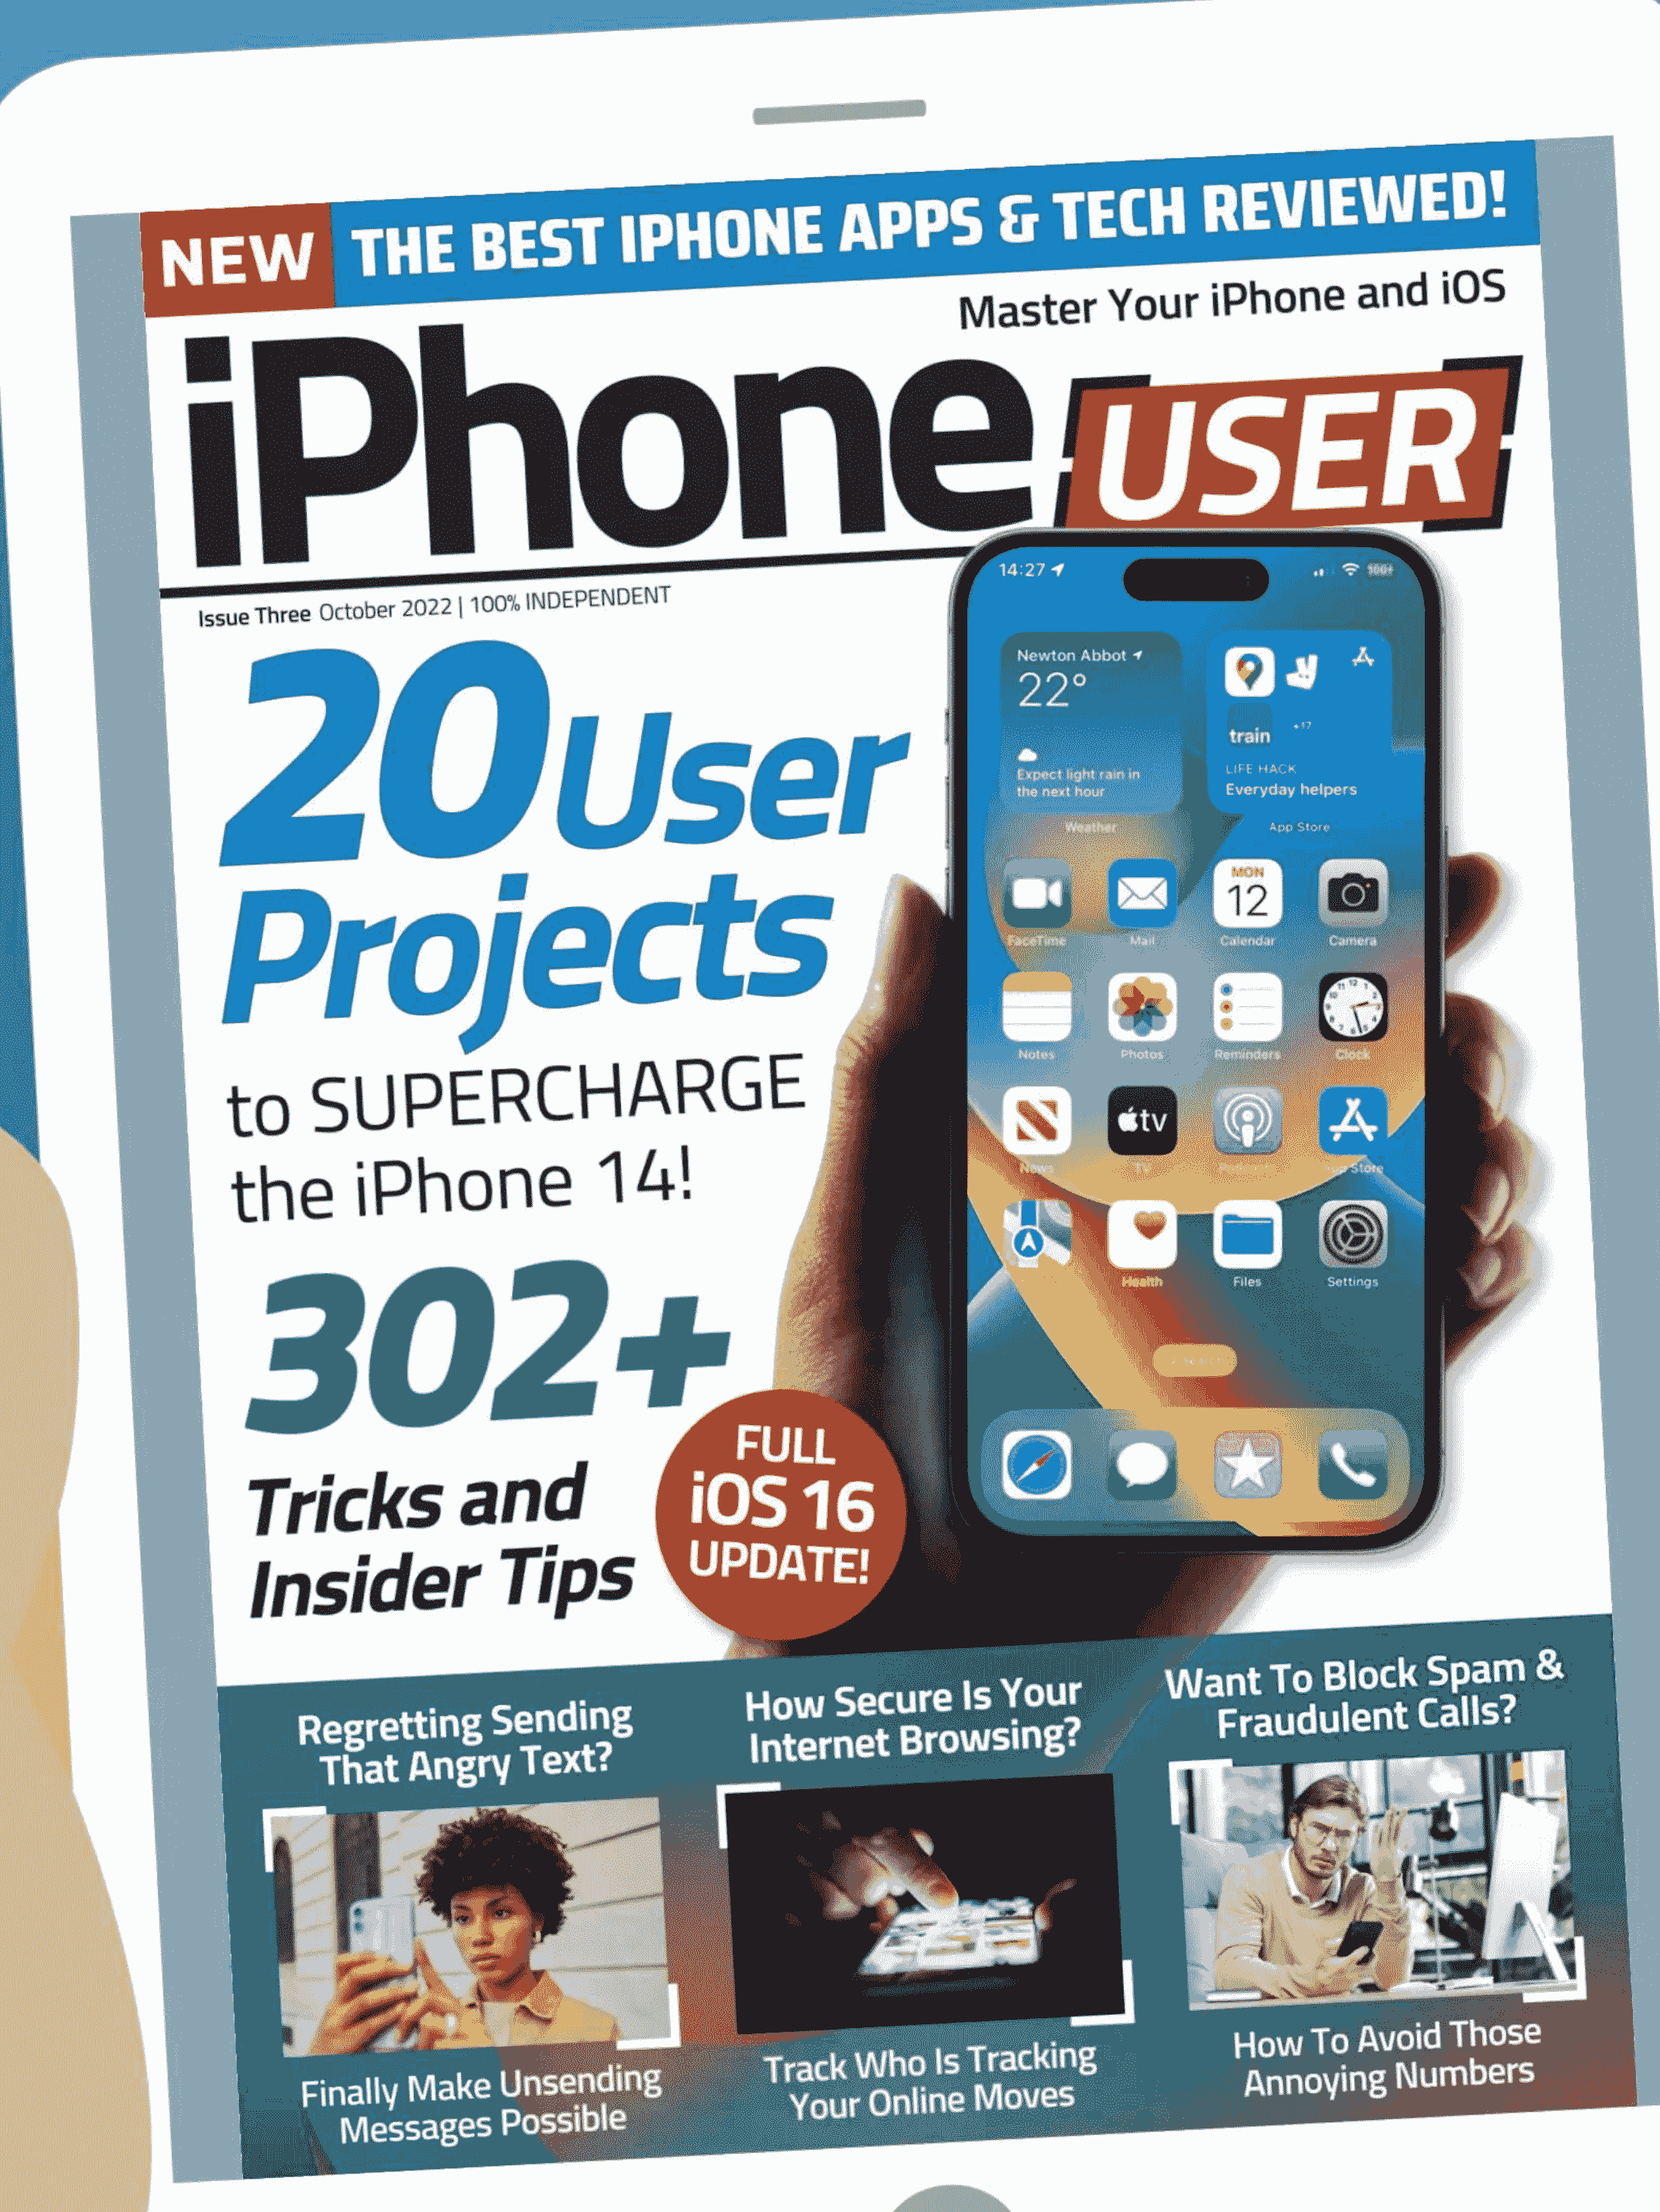 NEW THE BEST IPHONE APPS & TECH REVIEWED!
Master Your iPhone and iOS
iPhone USER
Issue Three October 2022 | 100% INDEPENDENT
20 User
Projects
to SUPERCHARGE
the iPhone 14!
302+
Tricks and
Insider Tips
FULL
iOS 16
UPDATE!
14:27
Newton Abbot
22°
Expect light rain in
the next hour
Weather
train
+17
LIFE HACK
Everyday helpers
App Store
MON
12
FaceTime Mail Calendar Camera
Notes Photos Reminders Clock
tv
News TV Store
Health Files Settings
Regretting Sending
That Angry Text?
Finally Make Unsending
Messages Possible
How Secure Is Your
Internet Browsing?
Track Who Is Tracking
Your Online Moves
Want To Block Spam &
Fraudulent Calls?
How To Avoid Those
Annoying Numbers